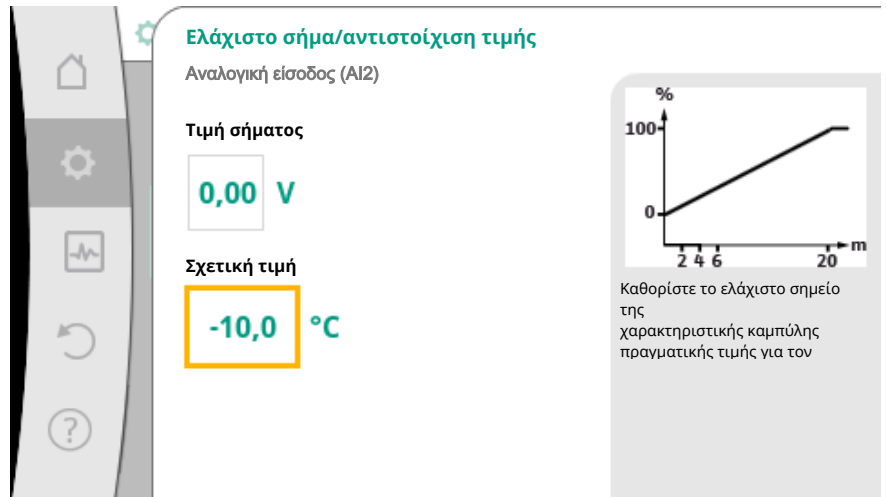 Ελάχιστο σήμα/αντιστοίχιση τιμής
Αναλογική είσοδος (AI2)
Τιμή σήματος
0,00 V
Σχετική τιμή
-10,0 °C
%
100
0
2 4 6 20 m
Καθορίστε το ελάχιστο σημείο
της
χαρακτηριστικής καμπύλης
πραγματικής τιμής για τον
?